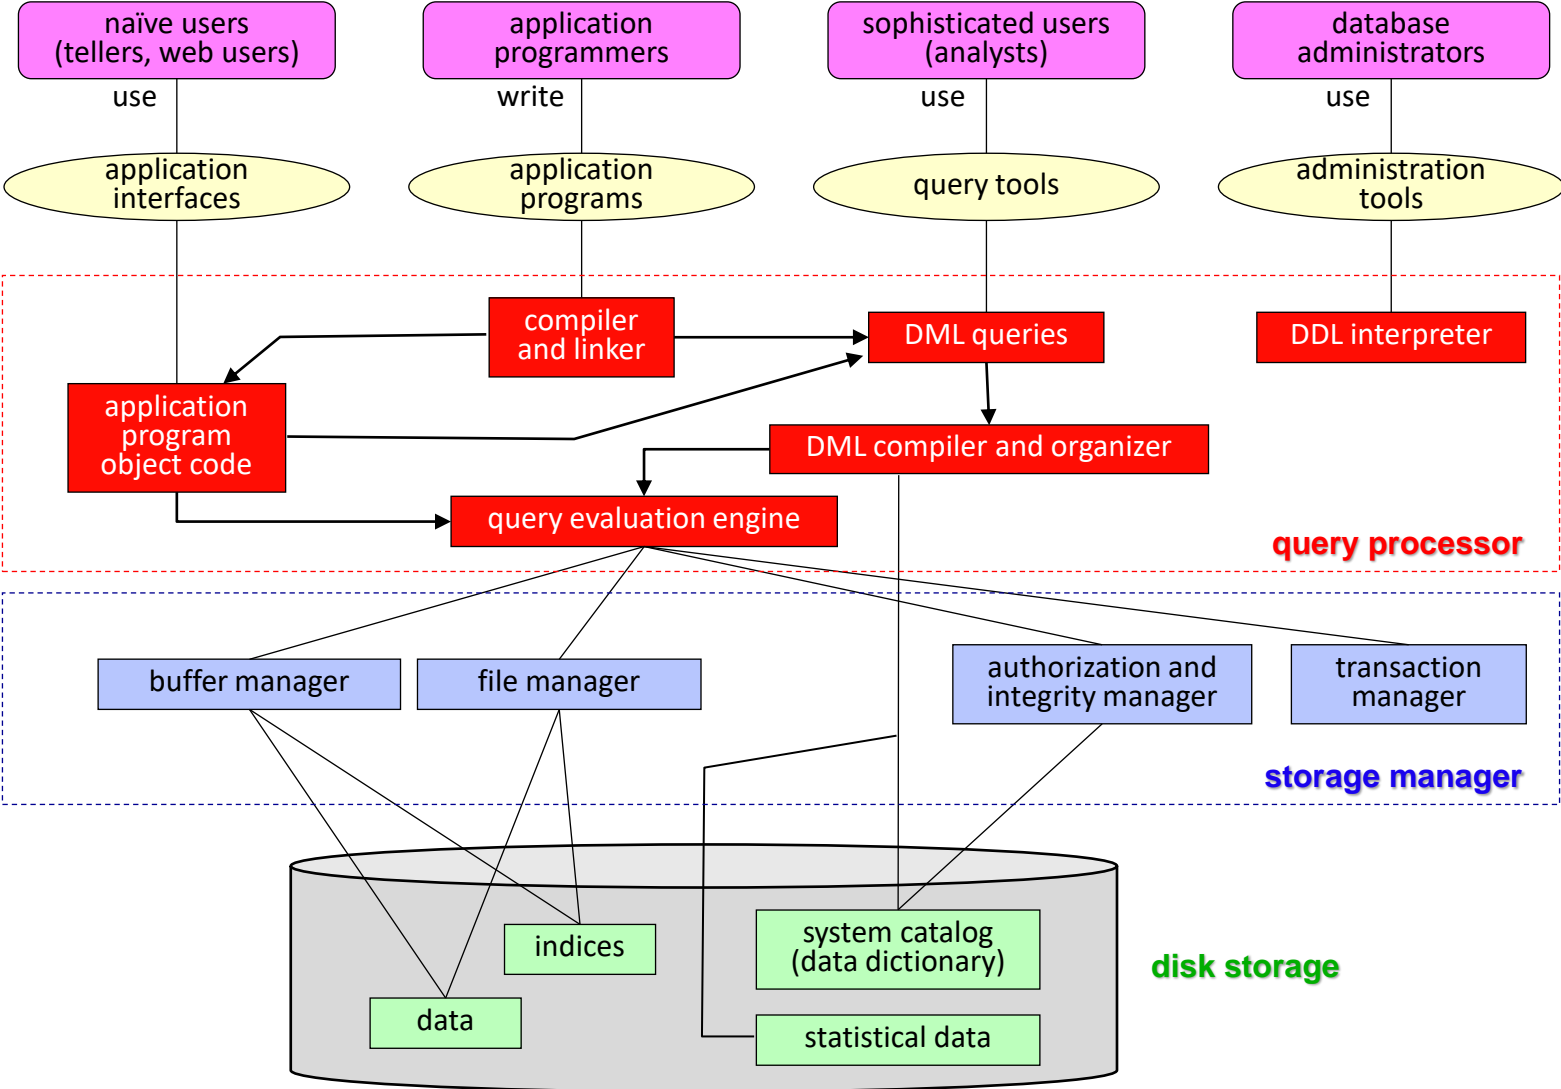 naïve users
(tellers, web users)
application
programmers
sophisticated users
(analysts)
database
administrators
use
write
use
use
application
interfaces
application
programs
query tools
administration
tools
compiler
and linker
DML queries
DDL interpreter
application
program
object code
DML compiler and organizer
query evaluation engine
query processor
buffer manager
file manager
authorization and
integrity manager
transaction
manager
storage manager
indices
system catalog
(data dictionary)
disk storage
data
statistical data